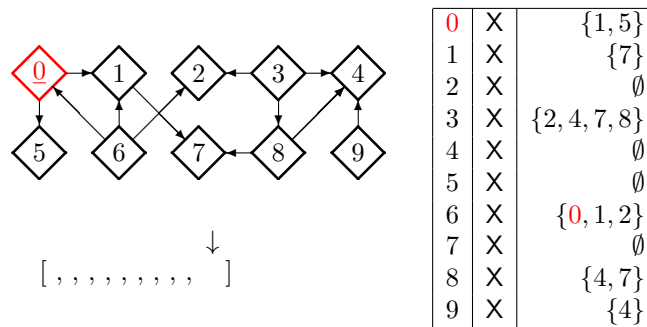 0 1 2 3 4
5 6 7 8 9
↓
[ , , , , , , , , , ]
0 X {1, 5}
1 X {7}
2 X ∅
3 X {2, 4, 7, 8}
4 X ∅
5 X ∅
6 X {0, 1, 2}
7 X ∅
8 X {4, 7}
9 X {4}